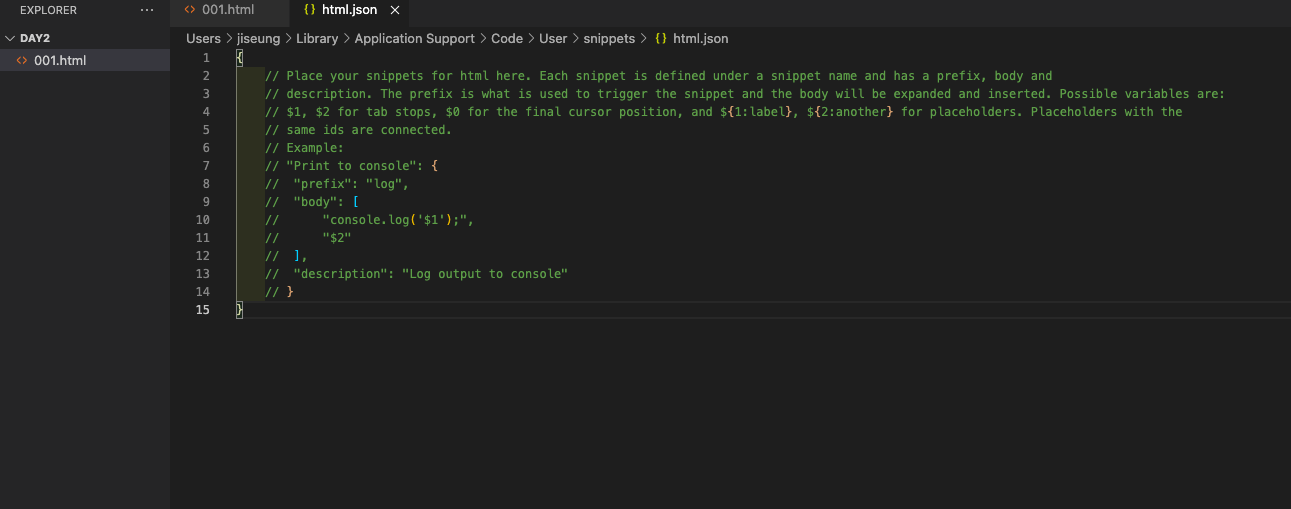 EXPLORER ···
001.html
{} html.json ×
DAY2
001.html
Users > jiseung > Library > Application Support > Code > User > snippets > {} html.json
1 {
2 // Place your snippets for html here. Each snippet is defined under a snippet name and has a prefix, body and
3 // description. The prefix is what is used to trigger the snippet and the body will be expanded and inserted. Possible variables are:
4 // $1, $2 for tab stops, $0 for the final cursor position, and ${1:label}, ${2:another} for placeholders. Placeholders with the
5 // same ids are connected.
6 // Example:
7 // "Print to console": {
8 //  "prefix": "log",
9 //  "body": [
10 //      "console.log('$1');",
11 //      "$2"
12 //  ],
13 //  "description": "Log output to console"
14 // }
15 }